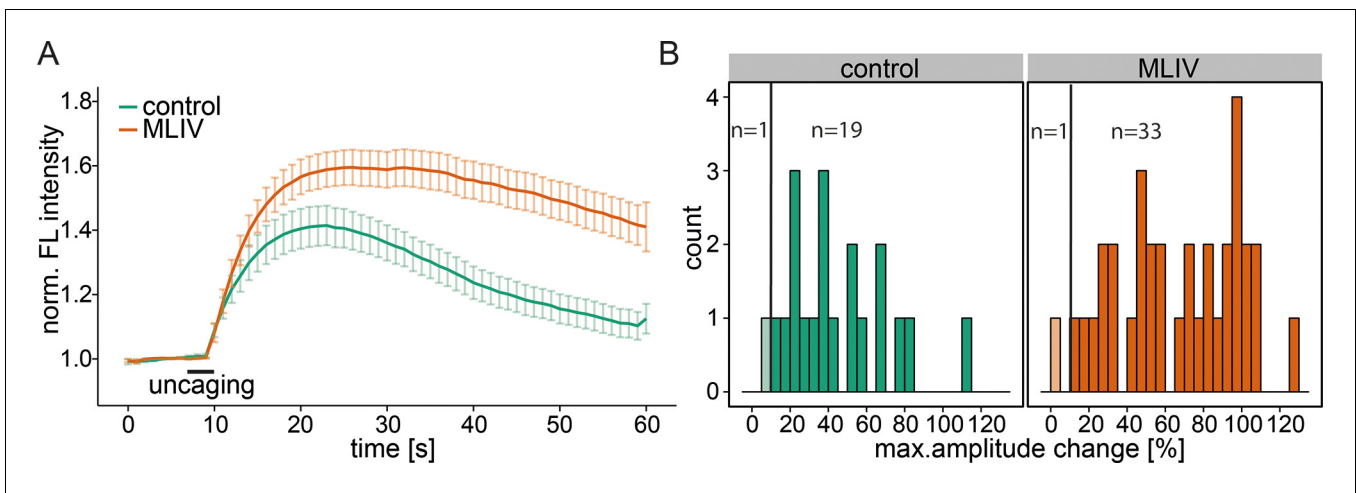 A
1.8
1.6
1.4
1.2
1.0
norm. FL intensity
control
MLIV
uncaging
0 10 20 30 40 50 60
time [s]
B
control MLIV
4
3
2
1
0
count
n=1 n=19 n=1 n=33
0 20 40 60 80 100 120 0 20 40 60 80 100 120
max.amplitude change [%]